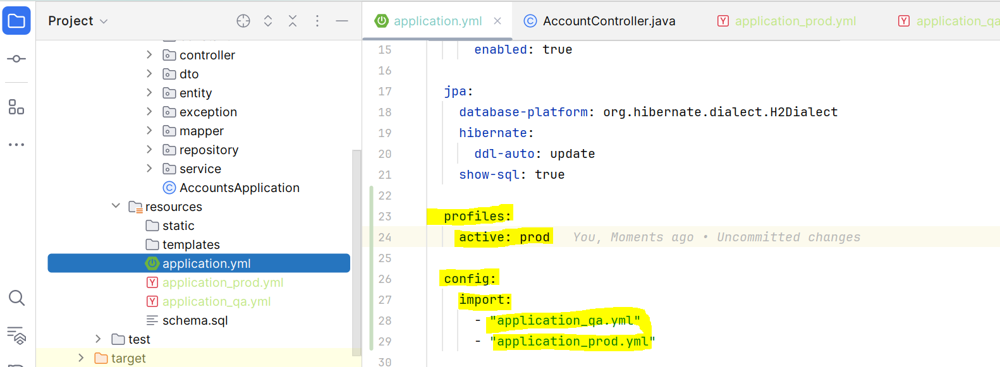 Project
application.yml
AccountController.java
application_prod.yml
application_qa
controller
dto
entity
exception
mapper
repository
service
AccountsApplication
resources
static
templates
application.yml
application_prod.yml
application_qa.yml
schema.sql
test
target
15 enabled: true
16
17 jpa:
18 database-platform: org.hibernate.dialect.H2Dialect
19 hibernate:
20 ddl-auto: update
21 show-sql: true
22
23 profiles:
24 active: prod You, Moments ago • Uncommitted changes
25
26 config:
27 import:
28 - "application_qa.yml"
29 - "application_prod.yml"
30